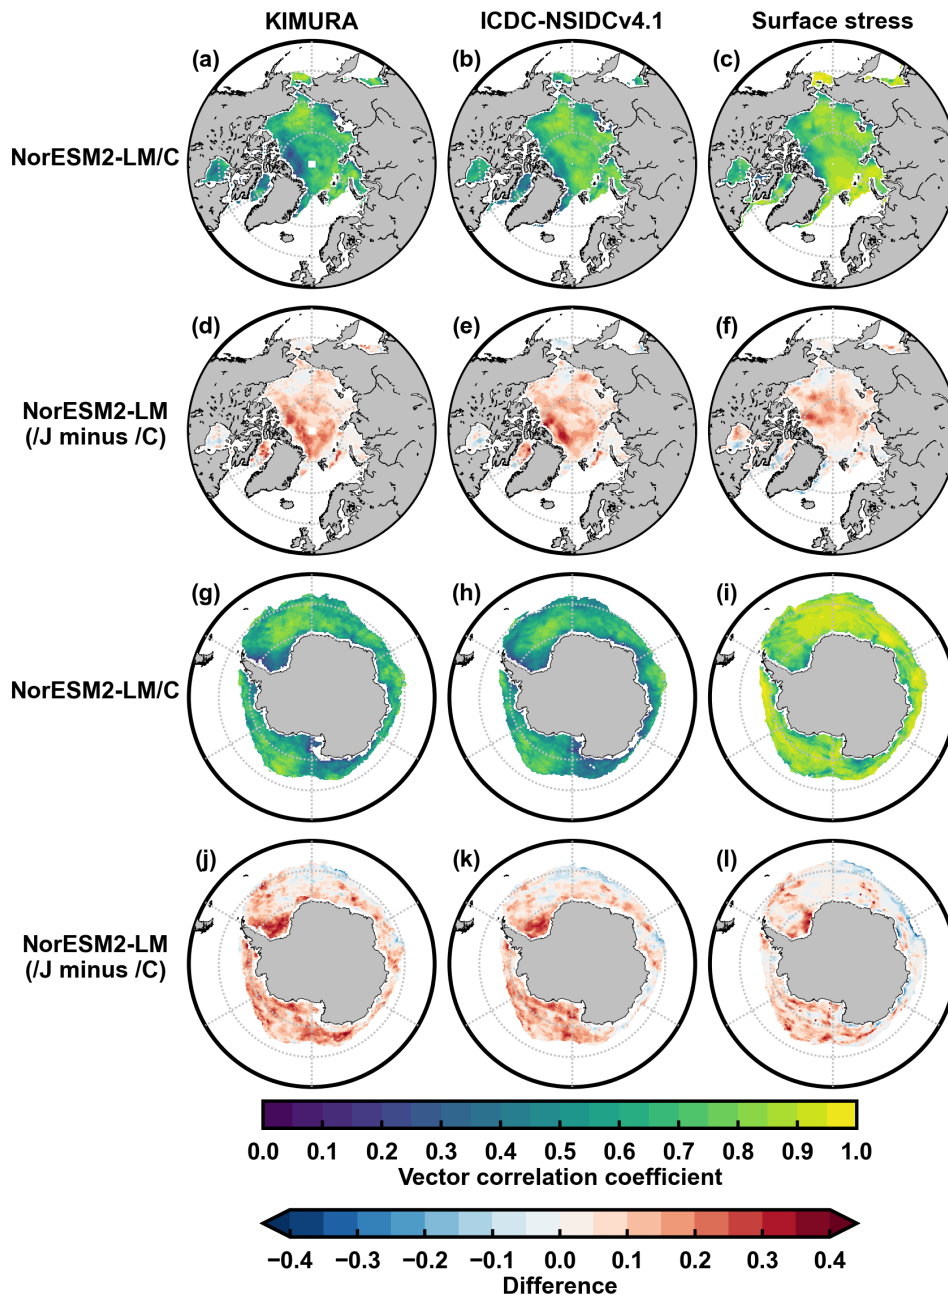 KIMURA ICDC-NSIDCv4.1 Surface stress
(a) (b) (c)
NorESM2-LM/C
(d) (e) (f)
NorESM2-LM
(/J minus /C)
(g) (h) (i)
NorESM2-LM/C
(j) (k) (l)
NorESM2-LM
(/J minus /C)
0.0 0.1 0.2 0.3 0.4 0.5 0.6 0.7 0.8 0.9 1.0
Vector correlation coefficient
−0.4 −0.3 −0.2 −0.1 0.0 0.1 0.2 0.3 0.4
Difference